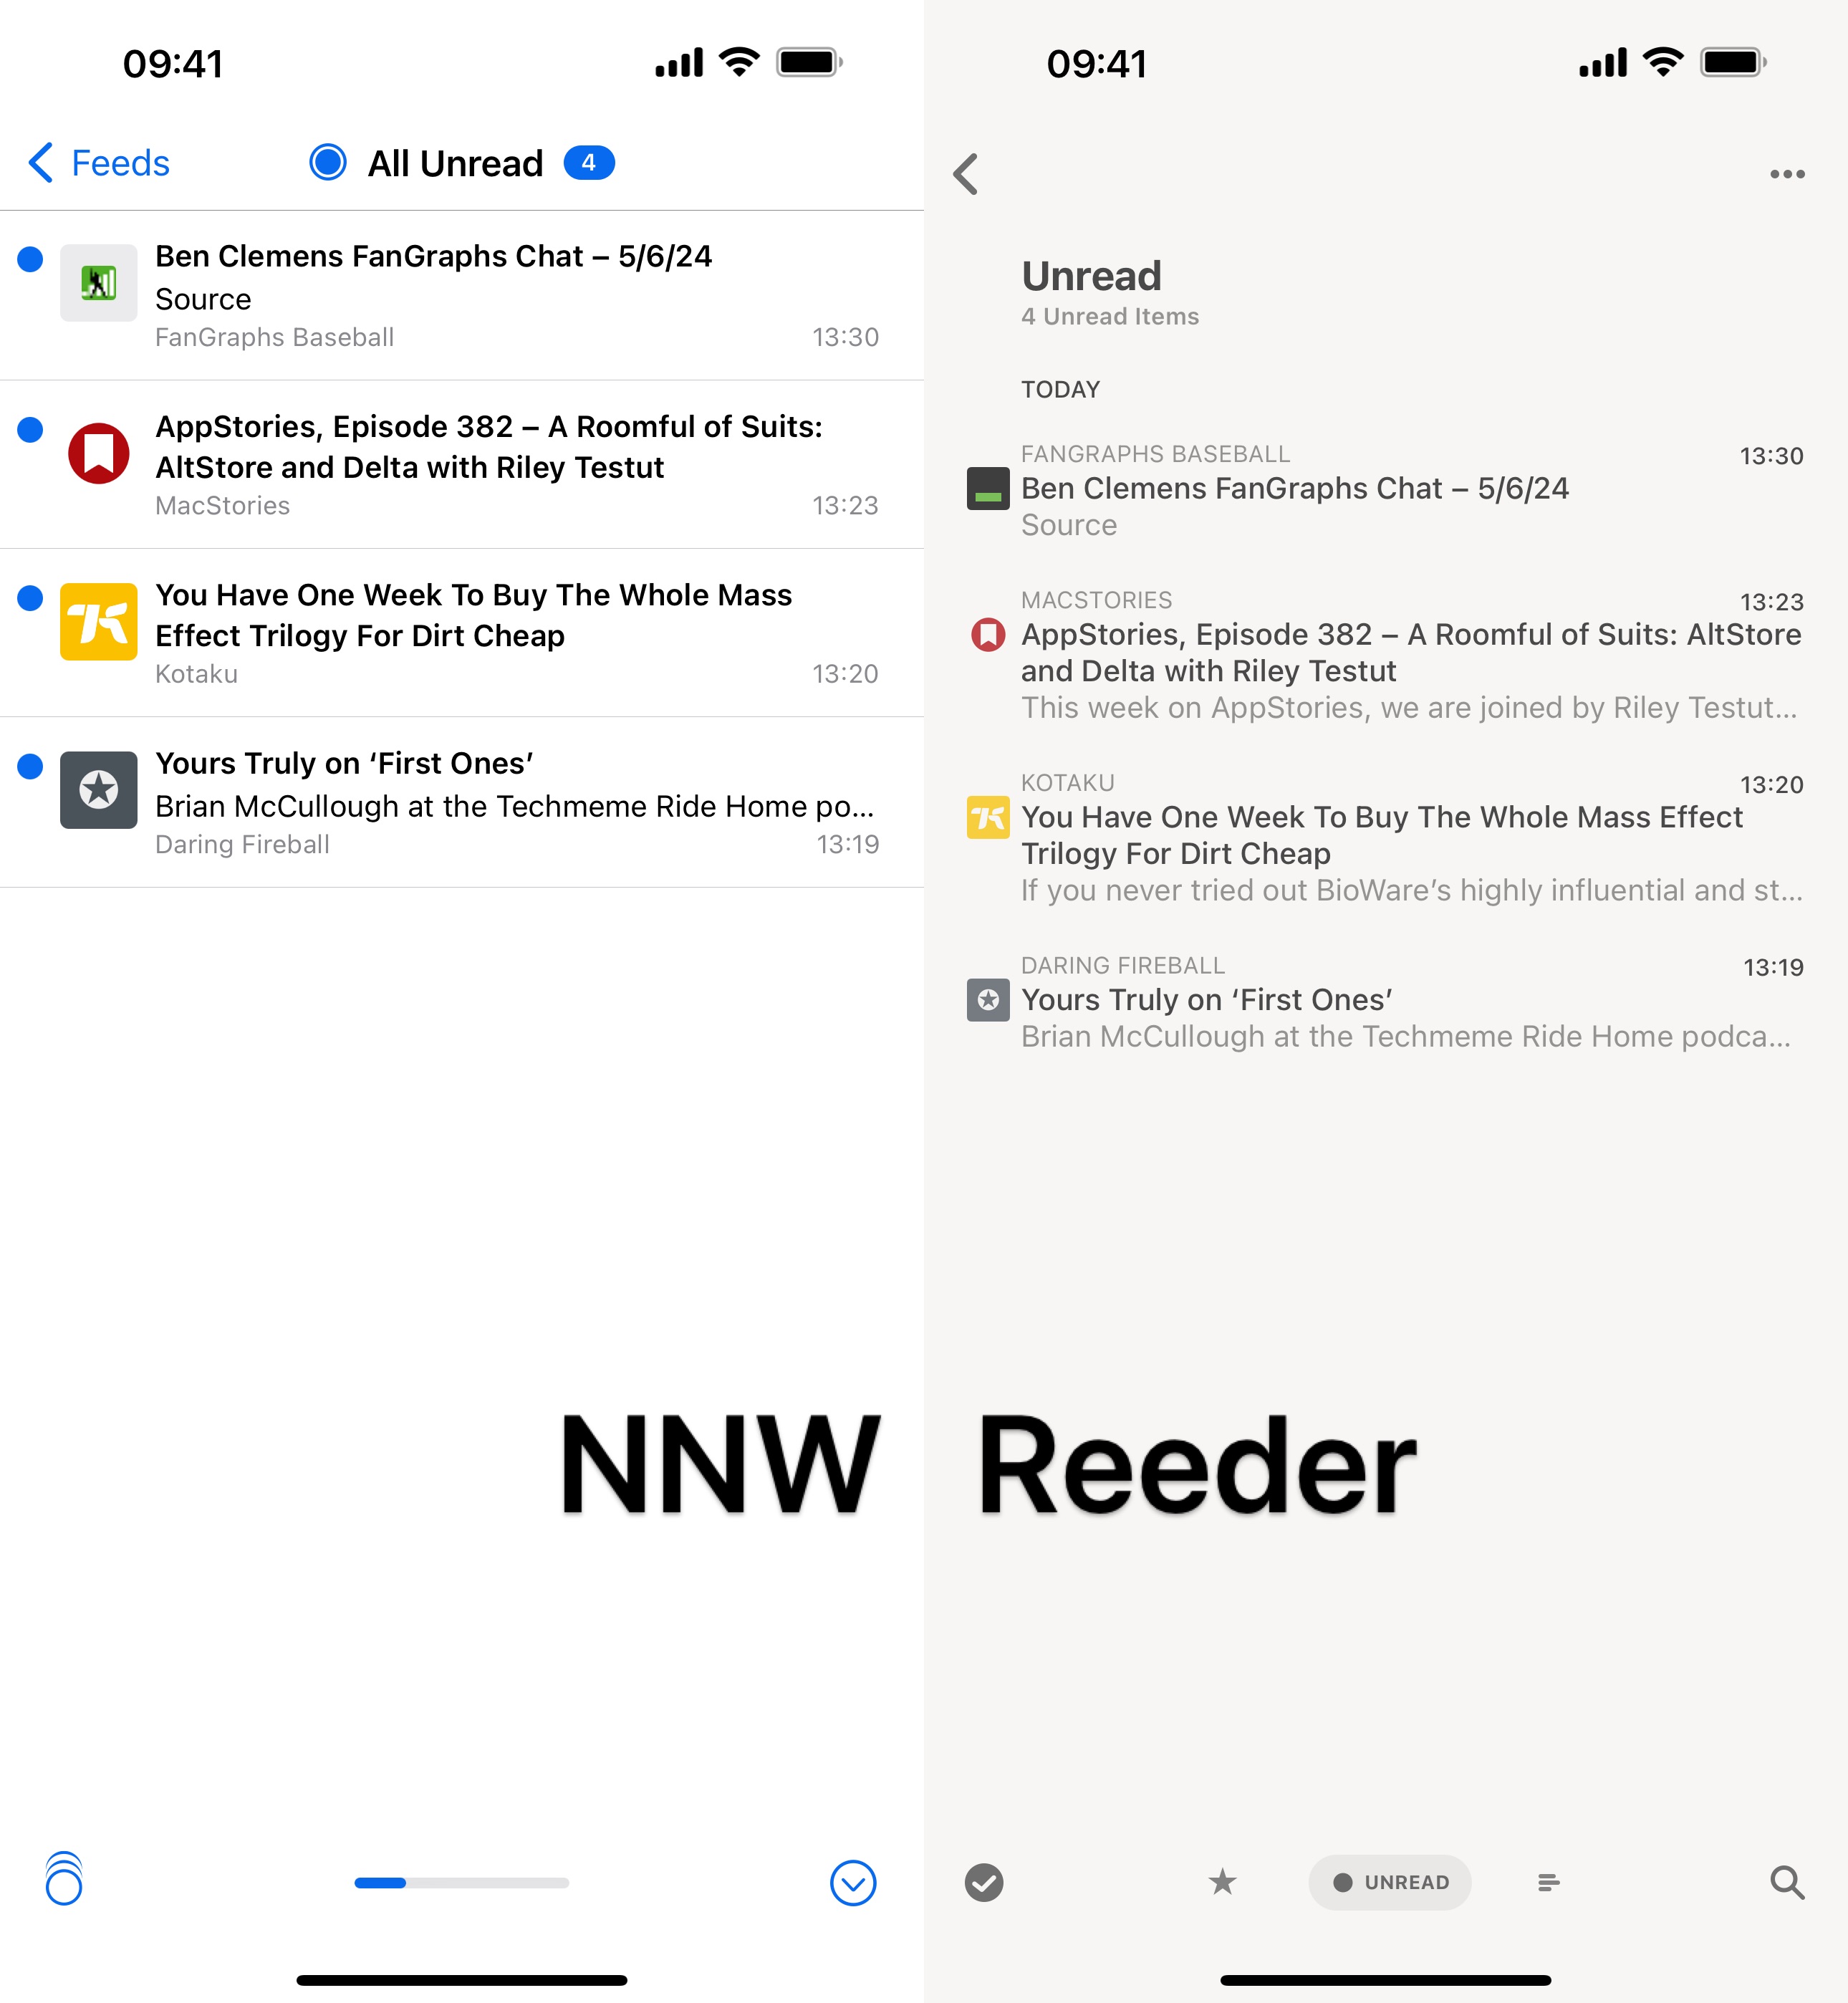 09:41
Feeds
All Unread 4
Ben Clemens FanGraphs Chat – 5/6/24
Source
FanGraphs Baseball 13:30
AppStories, Episode 382 – A Roomful of Suits:
AltStore and Delta with Riley Testut
MacStories 13:23
You Have One Week To Buy The Whole Mass
Effect Trilogy For Dirt Cheap
Kotaku 13:20
Yours Truly on ‘First Ones’
Brian McCullough at the Techmeme Ride Home po...
Daring Fireball 13:19
NNW
09:41
Unread
4 Unread Items
TODAY
FANGRAPHS BASEBALL 13:30
Ben Clemens FanGraphs Chat – 5/6/24
Source
MACSTORIES 13:23
AppStories, Episode 382 – A Roomful of Suits: AltStore
and Delta with Riley Testut
This week on AppStories, we are joined by Riley Testut...
KOTAKU 13:20
You Have One Week To Buy The Whole Mass Effect
Trilogy For Dirt Cheap
If you never tried out BioWare’s highly influential and st...
DARING FIREBALL 13:19
Yours Truly on ‘First Ones’
Brian McCullough at the Techmeme Ride Home podca...
Reeder
UNREAD